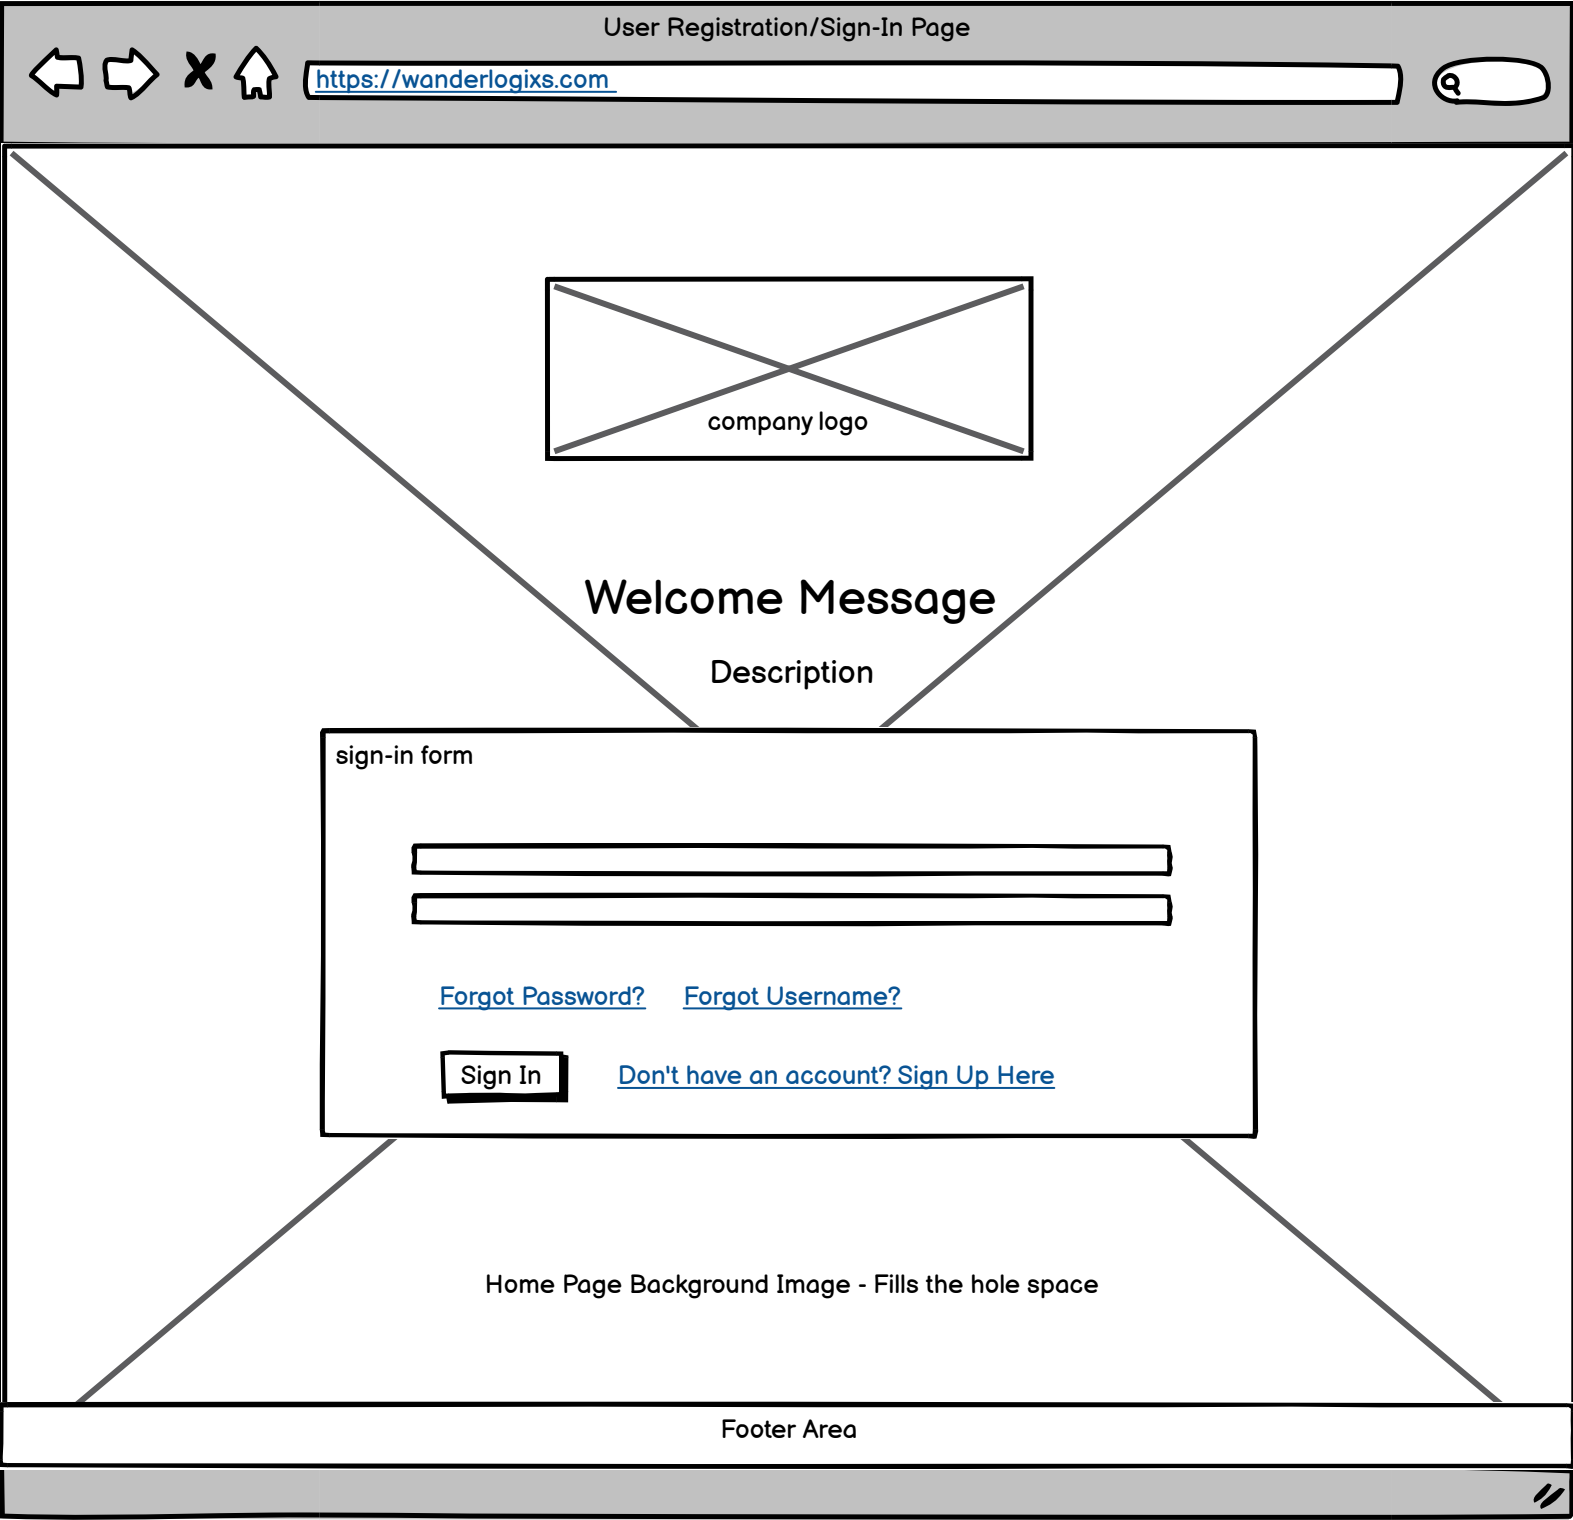 User Registration/Sign-In Page
https://wanderlogixs.com
company logo
Welcome Message
Description
sign-in form
Forgot Password? Forgot Username?
Sign In Don't have an account? Sign Up Here
Home Page Background Image - Fills the hole space
Footer Area